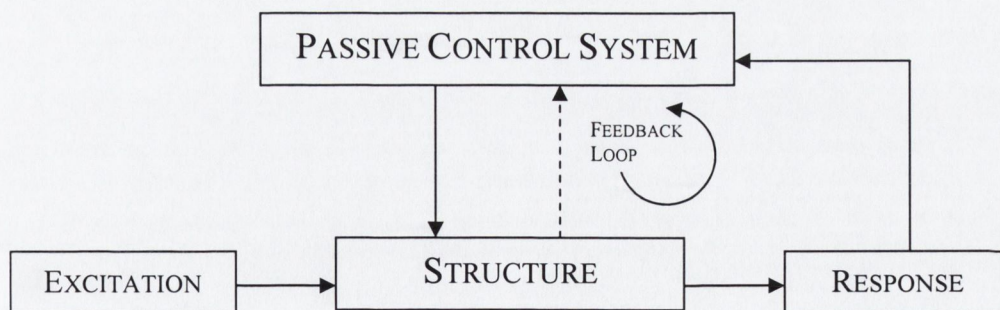 PASSIVE CONTROL SYSTEM
FEEDBACK
LOOP
EXCITATION
STRUCTURE
RESPONSE